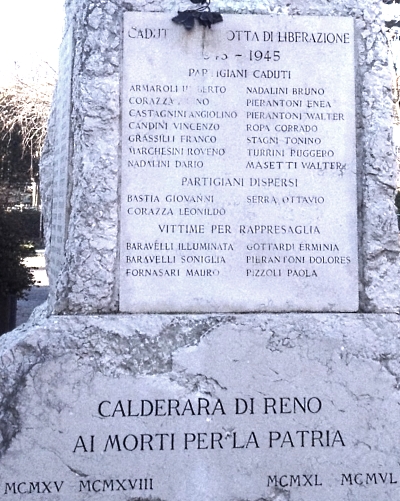 CADUT OTTA DI LIBERAZIONE
- 1945
PARTIGIANI CADUTI
ARMAROLI NADALINI BRUNO
CORAZZA PIERANTONI ENEA
CASTAGNINI ANGIOLINO PIERANTONI WALTER
CANDINI VINCENZO ROPA CORRADO
GRASSILLI FRANCO STAGNI TONINO
MARCHESINI ROVENO TURRINI RUGGERO
NADALINI DARIO MASETTI WALTER
PARTIGIANI DISPERSI
BASTIA GIOVANNI SERRA OTTAVIO
CORAZZA LEONILDO
VITTIME PER RAPPRESAGLIA
BARAVELLI ILLUMINATA GOTTARDI ERMINIA
BARAVELLI SONIGLIA PIERANTONI DOLORES
FORNASARI MAURO PIZZOLI PAOLA
CALDERARA DI RENO
AI MORTI PER LA PATRIA
MCMXV MCMXVIII MCMXL MCMVL